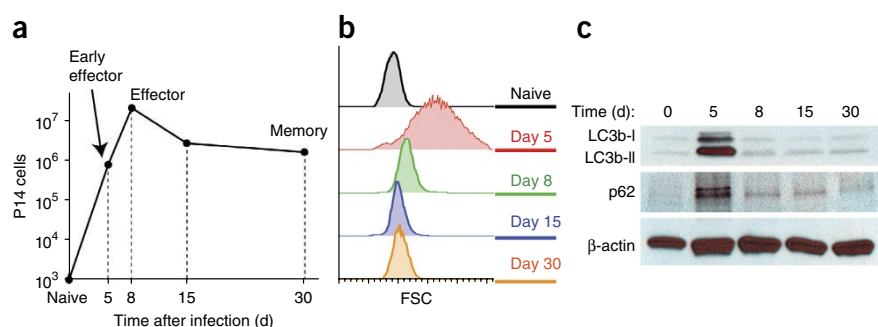 a
Early
effector
Effector
Memory
P14 cells
10⁷
10⁶
10⁵
10⁴
10³
Naive 5 8 15 30
Time after infection (d)
b
Naive
Day 5
Day 8
Day 15
Day 30
FSC
c
Time (d): 0 5 8 15 30
LC3b-I
LC3b-II
p62
β-actin